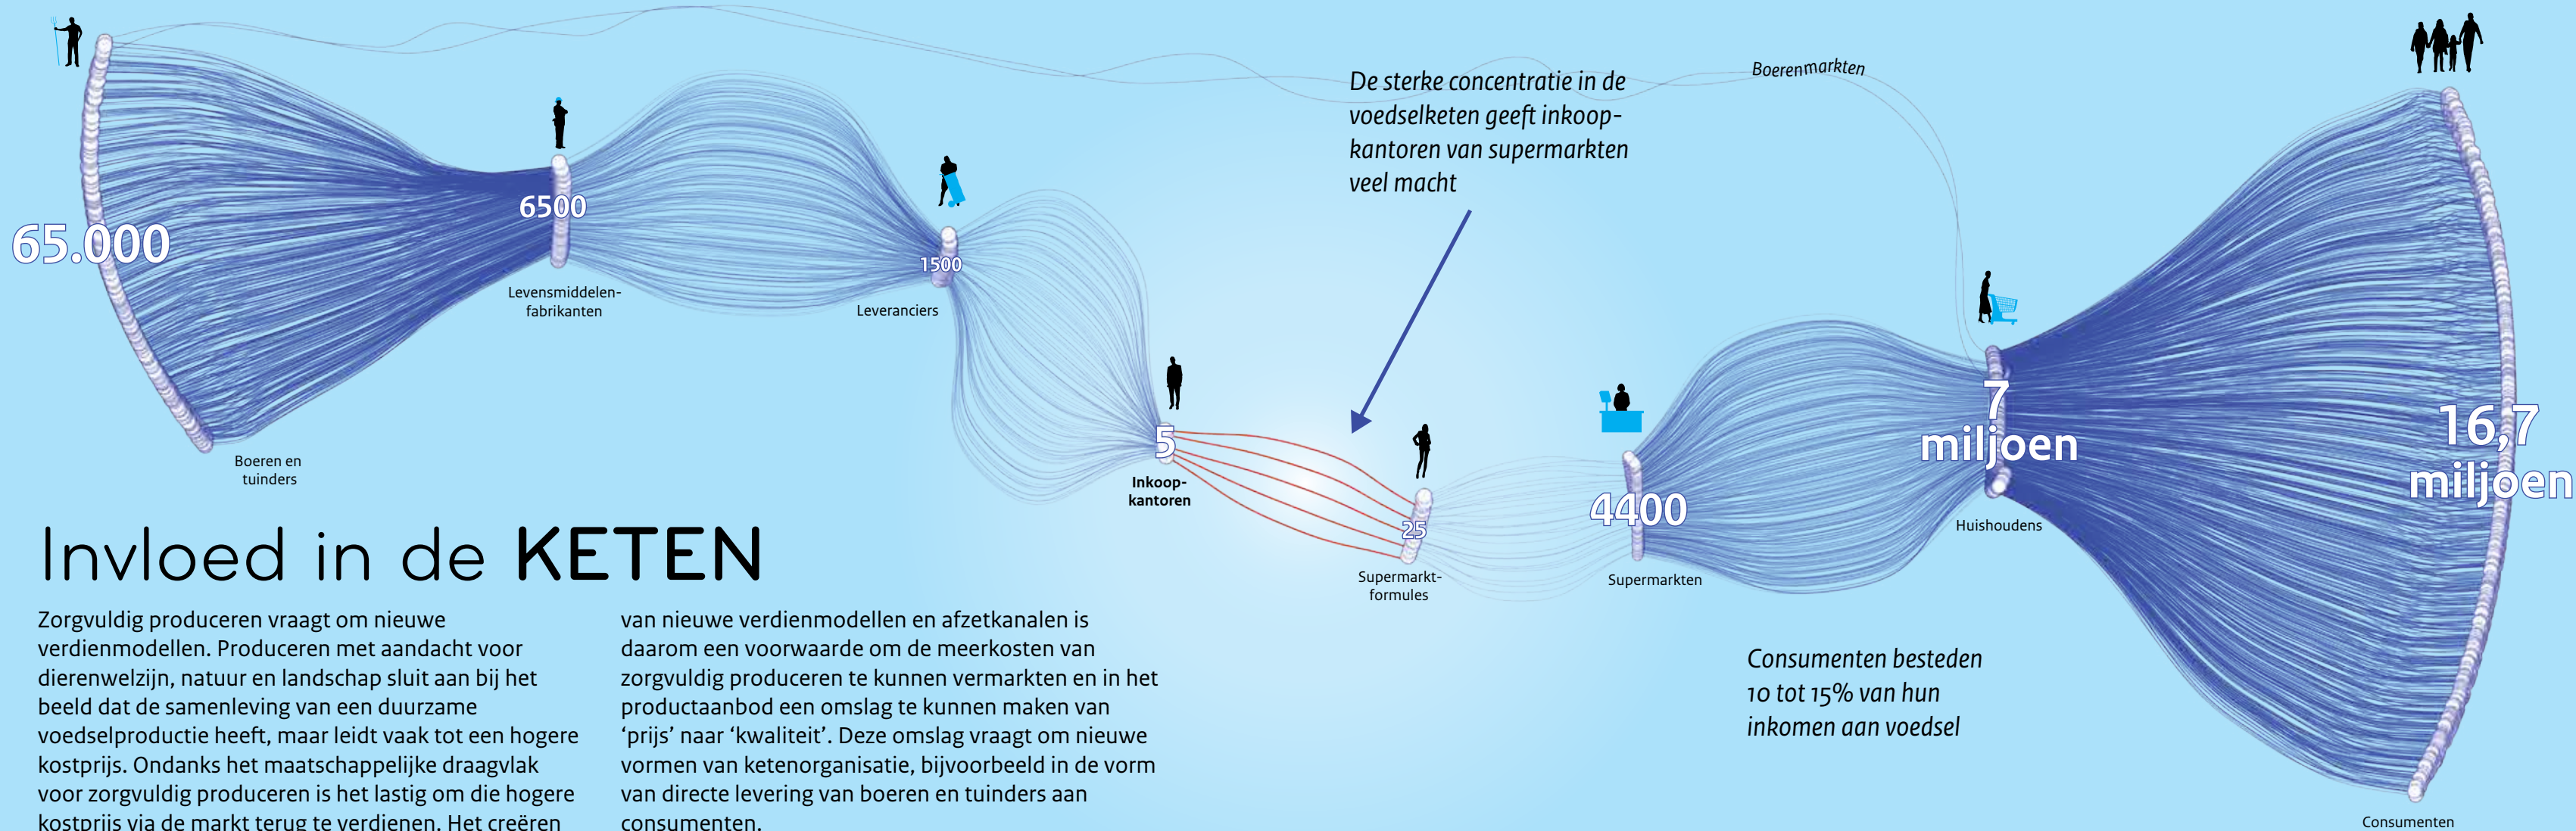 Boerenmarkten
De sterke concentratie in de
voedselketen geeft inkoop-
kantoren van supermarkten
veel macht
65.000
Boeren en
tuinders
6500
Levensmiddelen-
fabrikanten
1500
Leveranciers
5
Inkoop-
kantoren
25
Supermarkt-
formules
4400
Supermarkten
7
miljoen
Huishoudens
16,7
miljoen
Consumenten
Consumenten besteden
10 tot 15% van hun
inkomen aan voedsel
Invloed in de KETEN
Zorgvuldig produceren vraagt om nieuwe
verdienmodellen. Produceren met aandacht voor
dierenwelzijn, natuur en landschap sluit aan bij het
beeld dat de samenleving van een duurzame
voedselproductie heeft, maar leidt vaak tot een hogere
kostprijs. Ondanks het maatschappelijke draagvlak
voor zorgvuldig produceren is het lastig om die hogere
kostprijs via de markt terug te verdienen. Het creëren
van nieuwe verdienmodellen en afzetkanalen is
daarom een voorwaarde om de meerkosten van
zorgvuldig produceren te kunnen vermarkten en in het
productaanbod een omslag te kunnen maken van
‘prijs’ naar ‘kwaliteit’. Deze omslag vraagt om nieuwe
vormen van ketenorganisatie, bijvoorbeeld in de vorm
van directe levering van boeren en tuinders aan
consumenten.